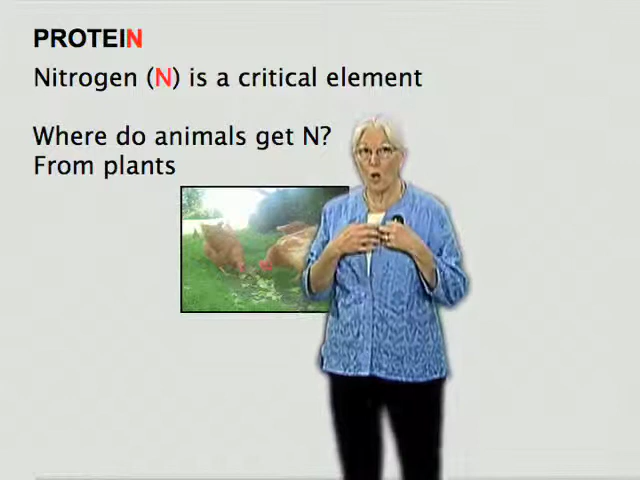 PROTEIN
Nitrogen (N) is a critical element
Where do animals get N?
From plants